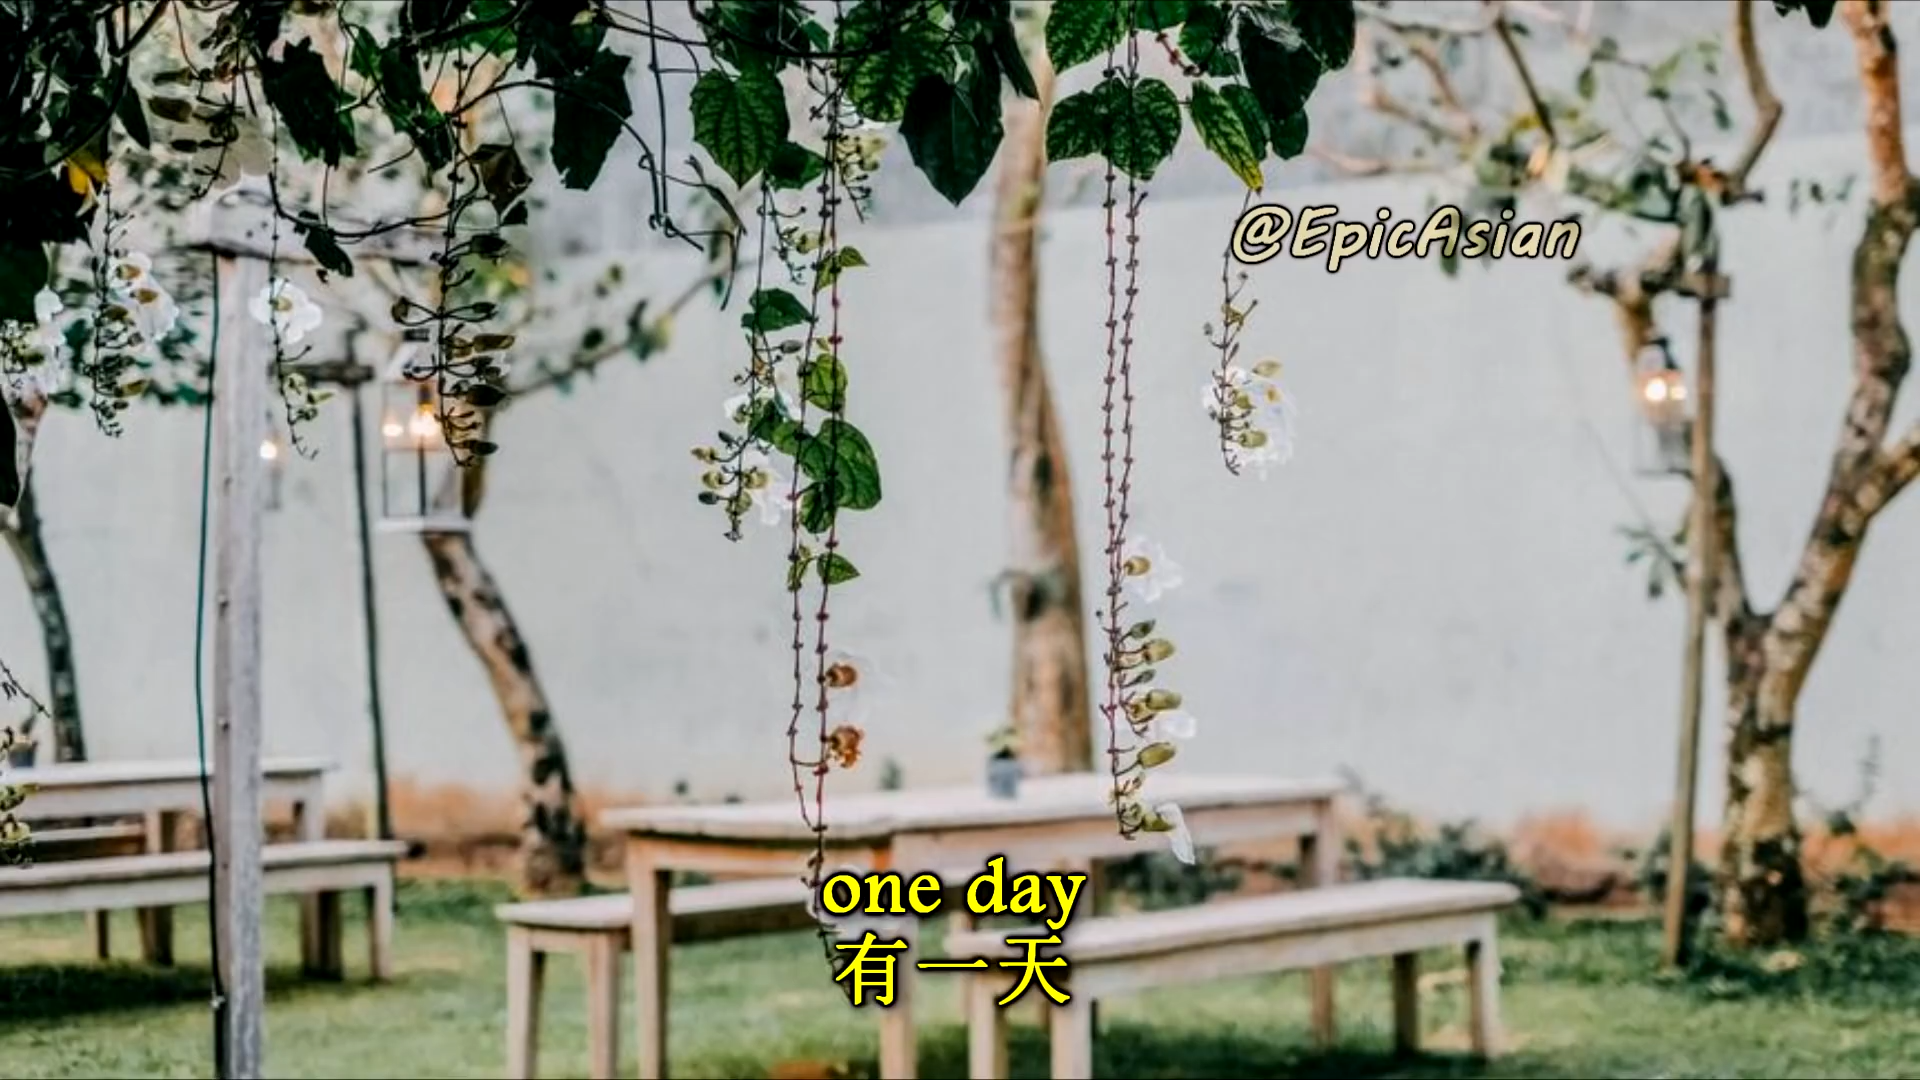 @EpicAsian
one day
有一天